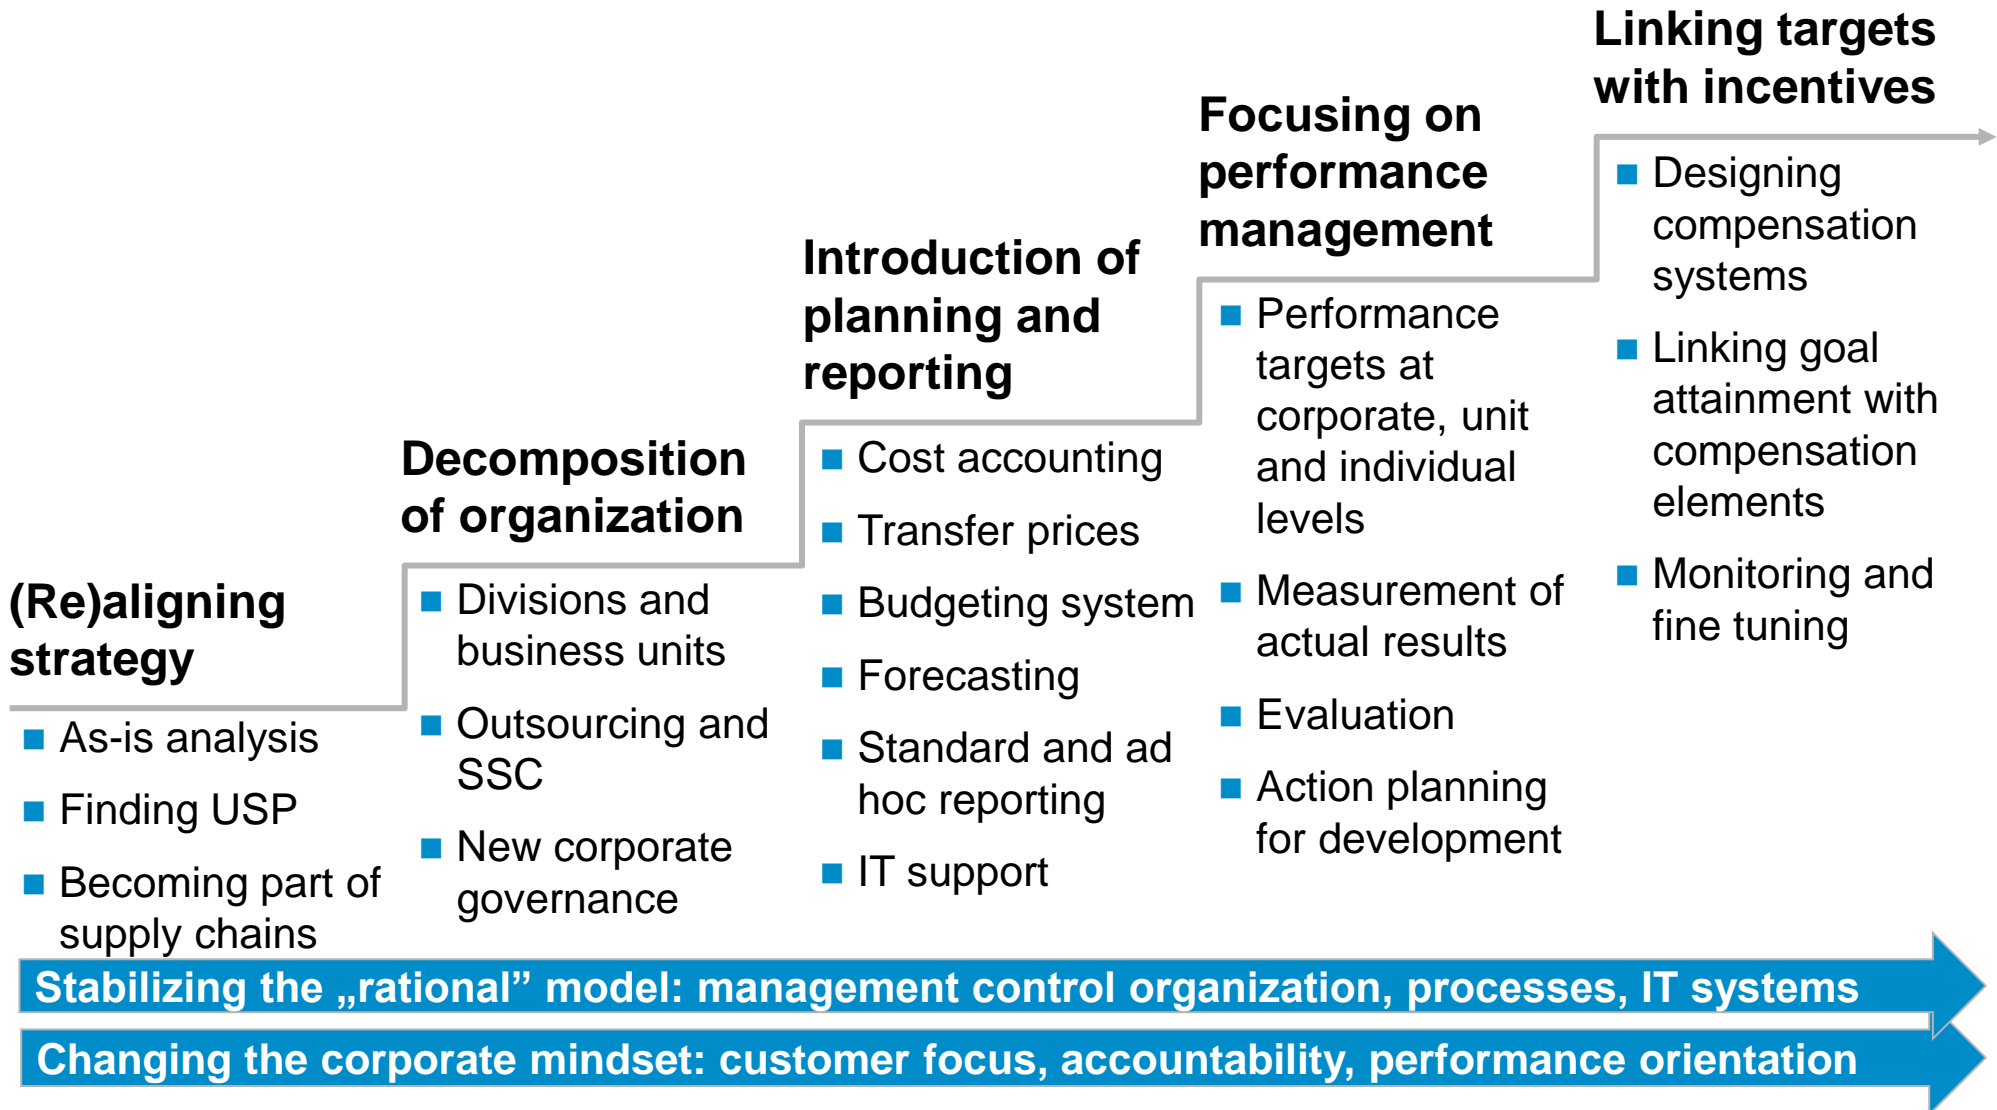 (Re)aligning
strategy
As-is analysis
Finding USP
Becoming part of
supply chains
Decomposition
of organization
Divisions and
business units
Outsourcing and
SSC
New corporate
governance
Introduction of
planning and
reporting
Cost accounting
Transfer prices
Budgeting system
Forecasting
Standard and ad
hoc reporting
IT support
Focusing on
performance
management
Performance
targets at
corporate, unit
and individual
levels
Measurement of
actual results
Evaluation
Action planning
for development
Linking targets
with incentives
Designing
compensation
systems
Linking goal
attainment with
compensation
elements
Monitoring and
fine tuning
Stabilizing the „rational” model: management control organization, processes, IT systems
Changing the corporate mindset: customer focus, accountability, performance orientation